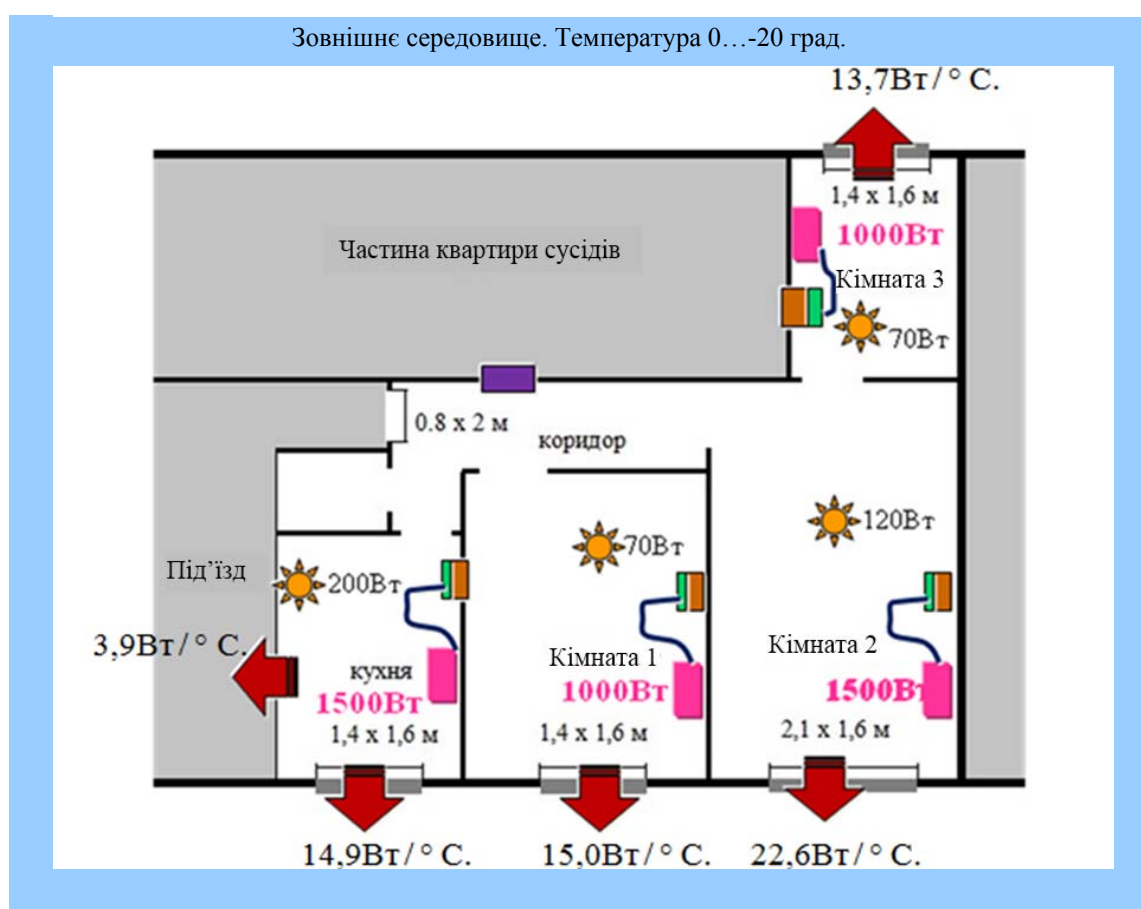 Зовнішнє середовище. Температура 0…-20 град.
13,7Вт/° С.
1,4 х 1,6 м
1000Вт
Частина квартири сусідів
Кімната 3
70Вт
0.8 х 2 м
коридор
120Вт
70Вт
Під’їзд
200Вт
3,9Вт/° С.
Кімната 2
Кімната 1
кухня
1500Вт
1000Вт
1500Вт
1,4 х 1,6 м
1,4 х 1,6 м
2,1 х 1,6 м
14,9Вт/° С.
15,0Вт/° С.
22,6Вт/° С.